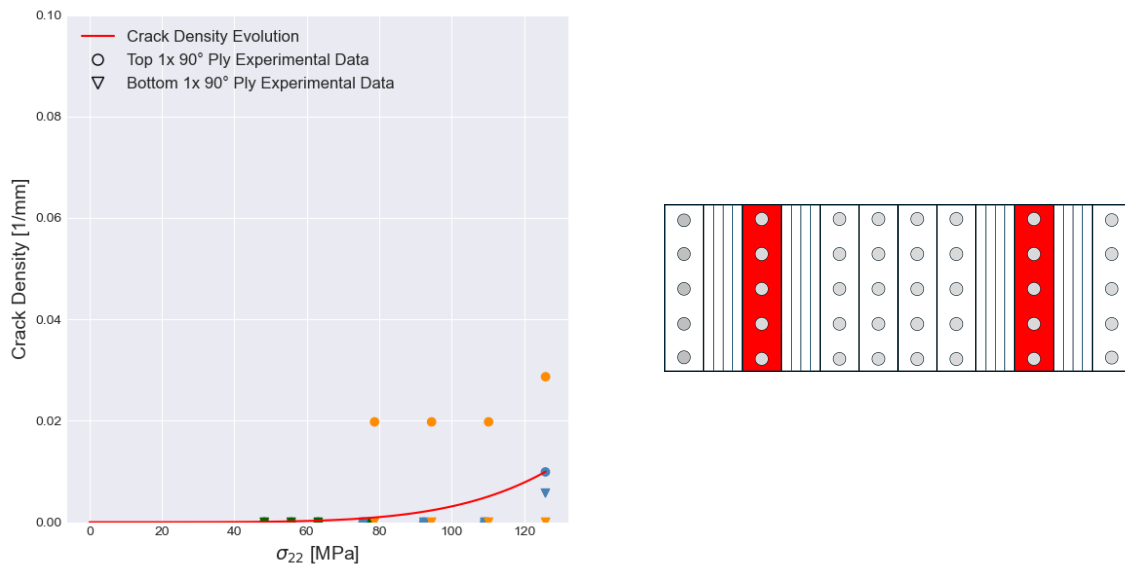 0.10
Crack Density Evolution
Top 1x 90° Ply Experimental Data
Bottom 1x 90° Ply Experimental Data
0.08
0.06
0.04
0.02
0.00
Crack Density [1/mm]
0 20 40 60 80 100 120
σ22 [MPa]